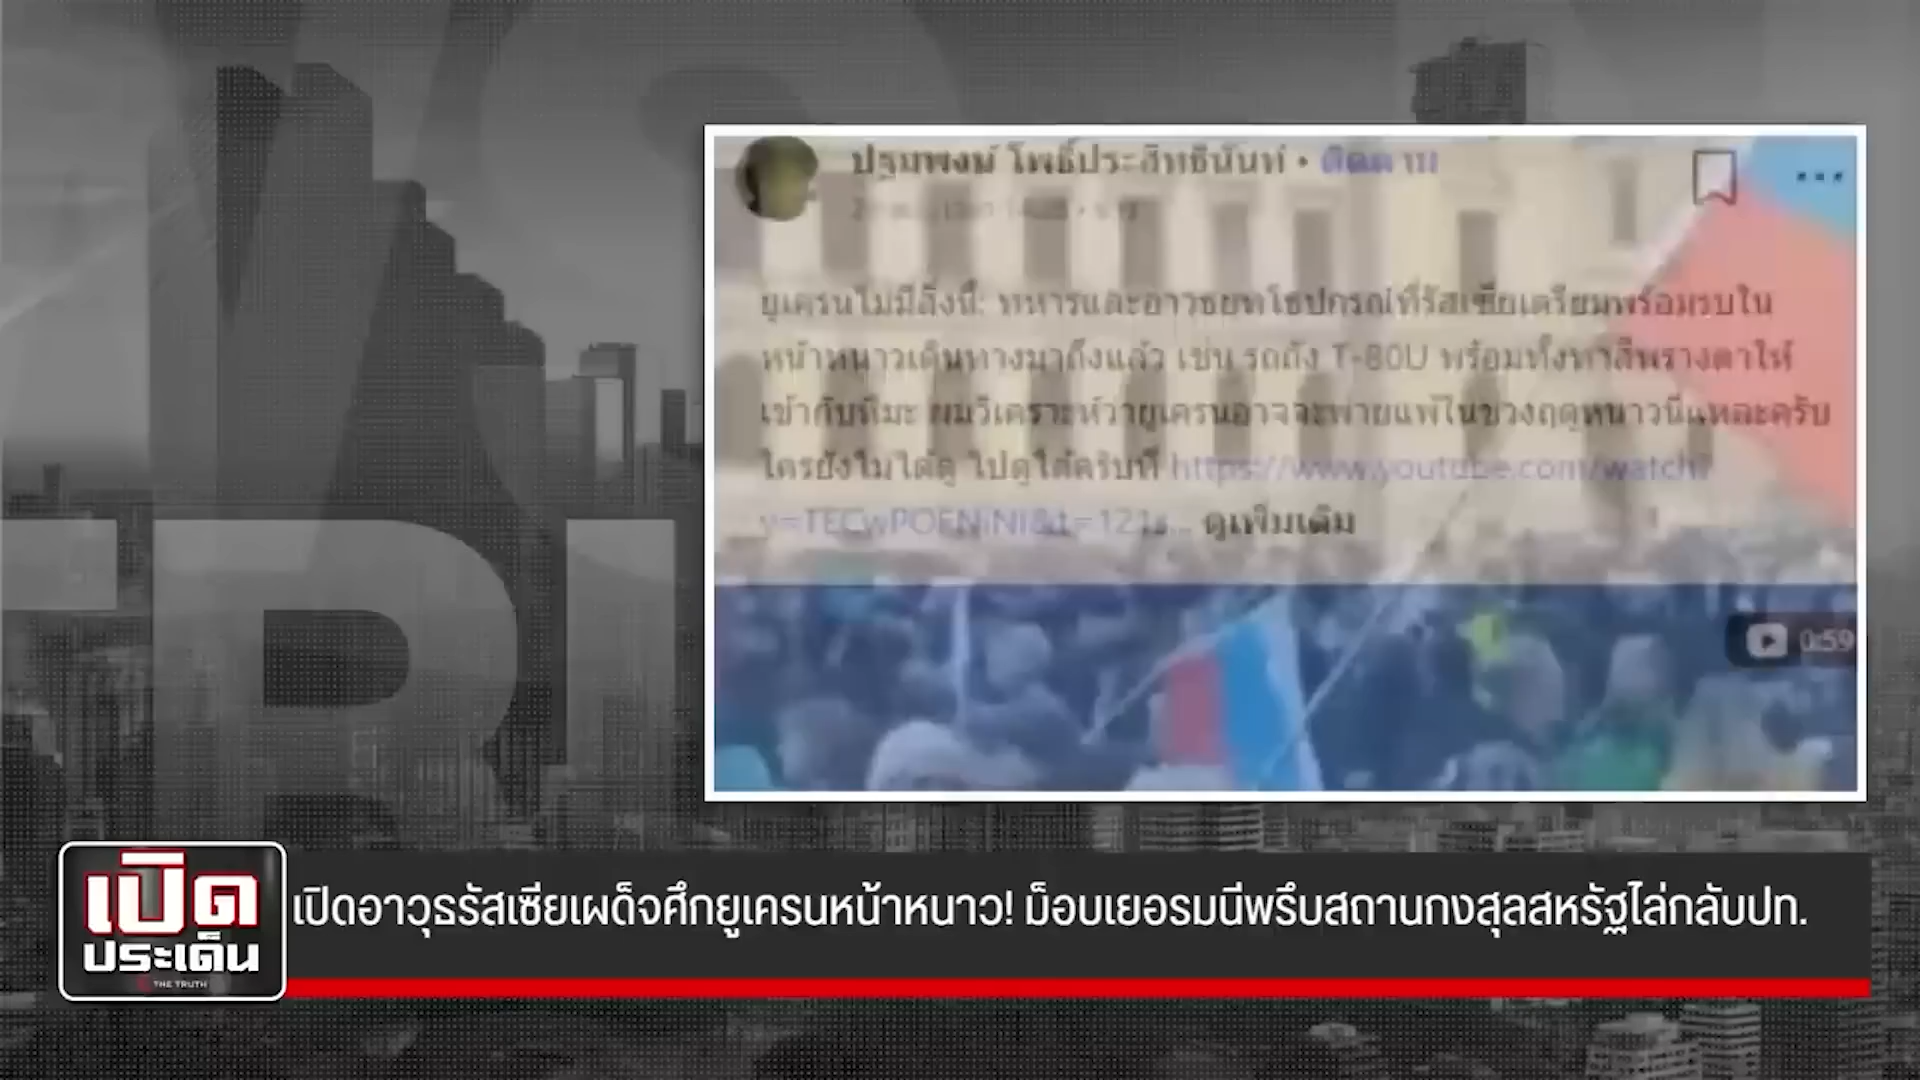 ปฐมพงษ์ โพธิ์ประสิทธินันท์ • ติดตาม
ยูเครนไม่มีสิ่งนี้: ทหารและอาวุธยุทโธปกรณ์ที่รัสเซียเตรียมพร้อมรบใน
หน้าหนาวเดินทางมาถึงแล้ว เช่น รถถัง T-80U พร้อมทั้งทาสีพรางตาให้
เข้ากับหิมะ ผมวิเคราะห์ว่ายูเครนอาจจะพ่ายแพ้ในช่วงฤดูหนาวนี้แหละครับ
ใครยังไม่ได้ดู ไปดูได้ครับที่ https://www.youtube.com/watch?
ดูเพิ่มเติม
0:59
TRU
เปิด
ประเด็น
THE TRUTH
เปิดอาวุธรัสเซียเผด็จศึกยูเครนหน้าหนาว! ม็อบเยอรมนีพรึบสถานกงสุลสหรัฐไล่กลับปท.